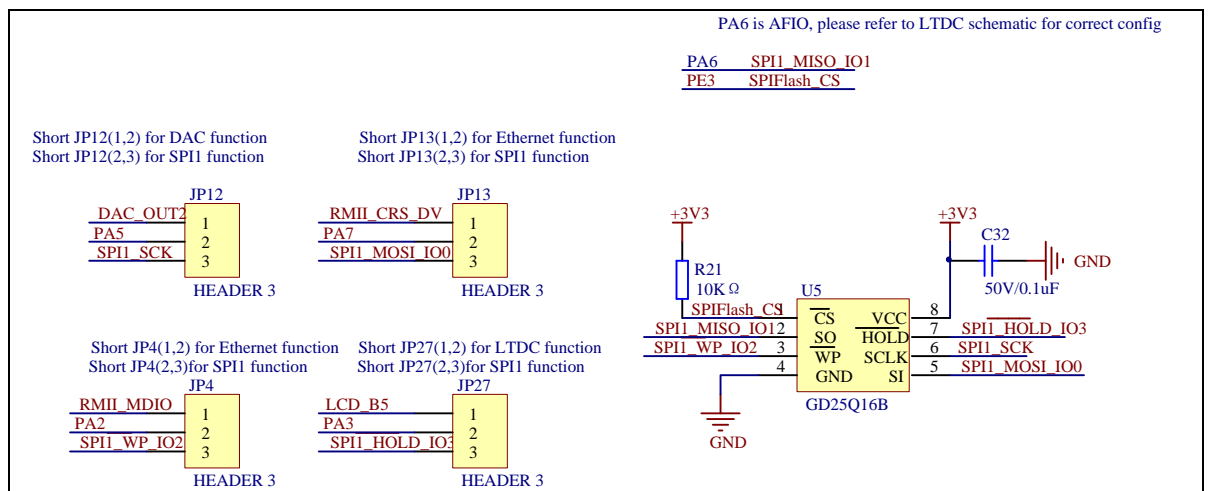 PA6 is AFIO, please refer to LTDC schematic for correct config
PA6 SPI1_MISO_IO1
PE3 SPIFlash_CS
Short JP12(1,2) for DAC function
Short JP12(2,3) for SPI1 function
Short JP13(1,2) for Ethernet function
Short JP13(2,3) for SPI1 function
JP12
DAC_OUT2 1
PA5 2
SPI1_SCK 3
HEADER 3
JP13
RMII_CRS_DV 1
PA7 2
SPI1_MOSI_IO0 3
HEADER 3
Short JP4(1,2) for Ethernet function
Short JP4(2,3)for SPI1 function
JP4
RMII_MDIO 1
PA2 2
SPI1_WP_IO2 3
HEADER 3
Short JP27(1,2) for LTDC function
Short JP27(2,3)for SPI1 function
JP27
LCD_B5 1
PA3 2
SPI1_HOLD_IO3 3
HEADER 3
+3V3
R21
10KΩ
+3V3
C32
50V/0.1uF
GND
U5
SPIFlash_CS 1 CS VCC 8
SPI1_MISO_IO1 2 SO HOLD 7 SPI1_HOLD_IO3
SPI1_WP_IO2 3 WP SCLK 6 SPI1_SCK
4 GND SI 5 SPI1_MOSI_IO0
GD25Q16B
GND